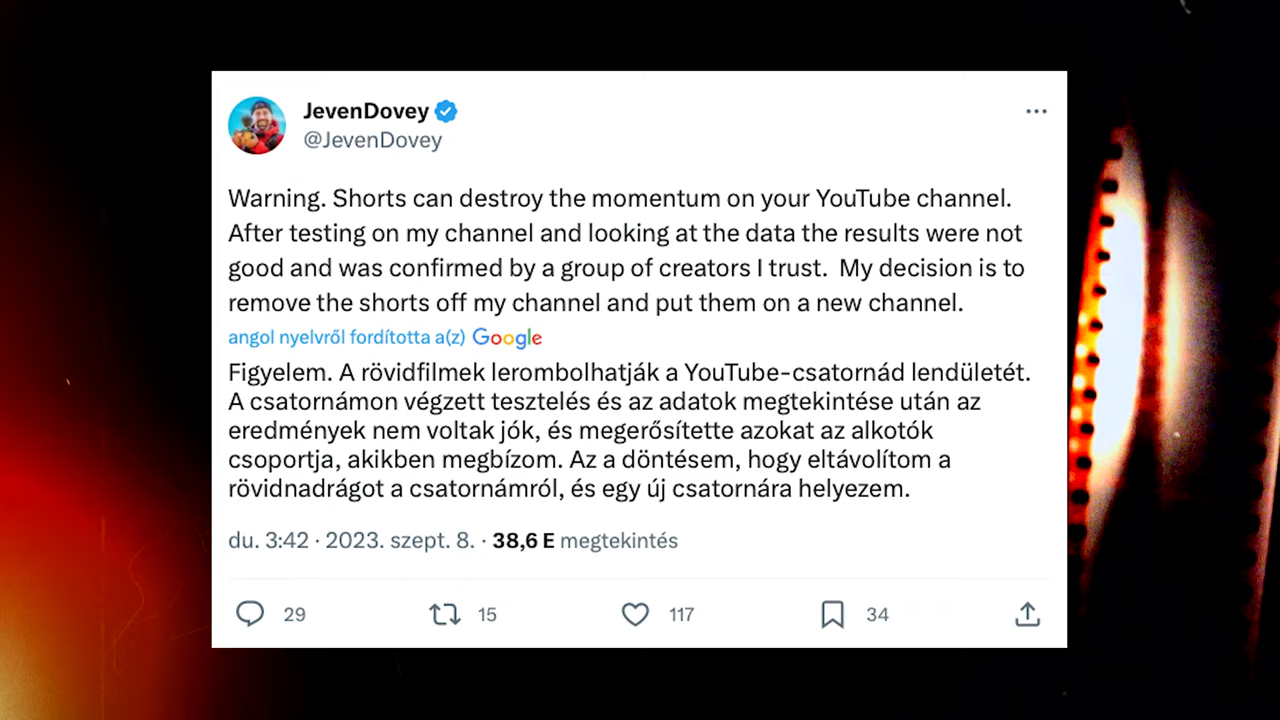 JevenDovey
@JevenDovey
Warning. Shorts can destroy the momentum on your YouTube channel.
After testing on my channel and looking at the data the results were not
good and was confirmed by a group of creators I trust.  My decision is to
remove the shorts off my channel and put them on a new channel.
angol nyelvről fordította a(z) Google
Figyelem. A rövidfilmek lerombolhatják a YouTube-csatornád lendületét.
A csatornámon végzett tesztelés és az adatok megtekintése után az
eredmények nem voltak jók, és megerősítette azokat az alkotók
csoportja, akikben megbízom. Az a döntésem, hogy eltávolítom a
rövidnadrágot a csatornámról, és egy új csatornára helyezem.
du. 3:42 · 2023. szept. 8. · 38,6 E megtekintés
29 15 117 34